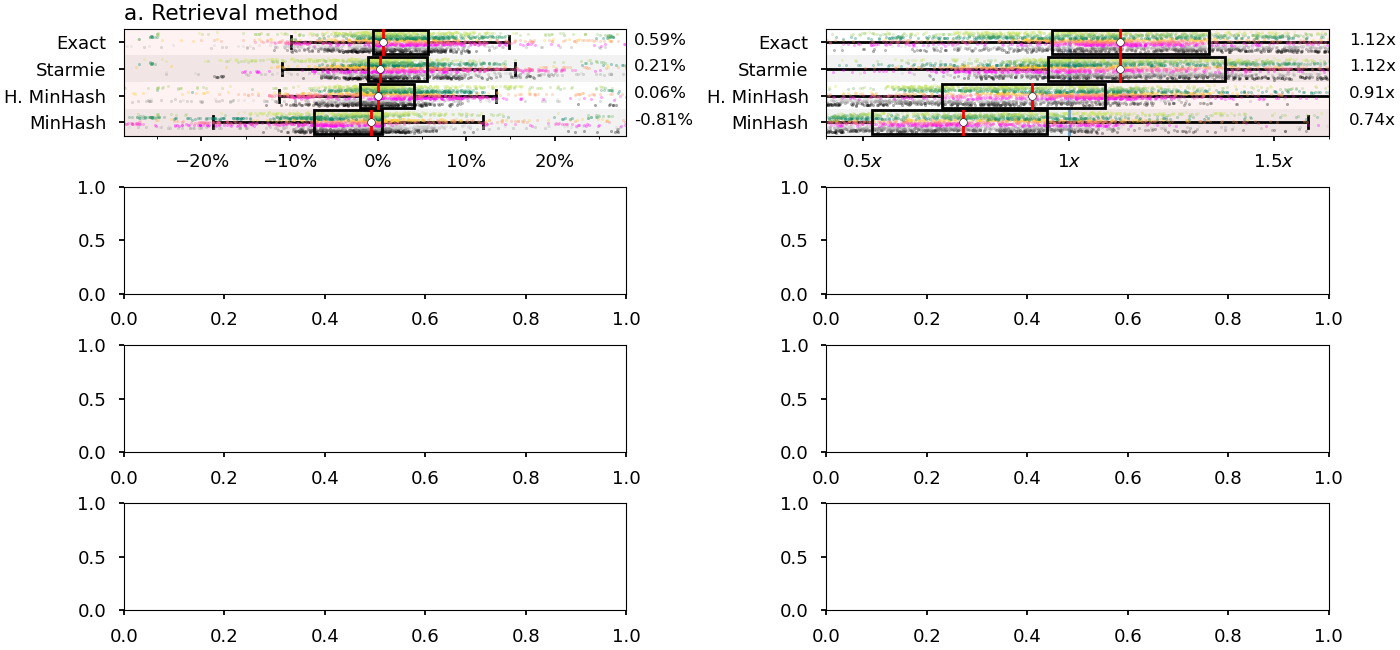 a. Retrieval method
Exact 0.59% Exact 1.12x
Starmie 0.21% Starmie 1.12x
H. MinHash 0.06% H. MinHash 0.91x
MinHash -0.81% MinHash 0.74x
−20% −10% 0% 10% 20% 0.5x 1x 1.5x
1.0 1.0
0.5 0.5
0.0 0.0
0.0 0.2 0.4 0.6 0.8 1.0 0.0 0.2 0.4 0.6 0.8 1.0
1.0 1.0
0.5 0.5
0.0 0.0
0.0 0.2 0.4 0.6 0.8 1.0 0.0 0.2 0.4 0.6 0.8 1.0
1.0 1.0
0.5 0.5
0.0 0.0
0.0 0.2 0.4 0.6 0.8 1.0 0.0 0.2 0.4 0.6 0.8 1.0